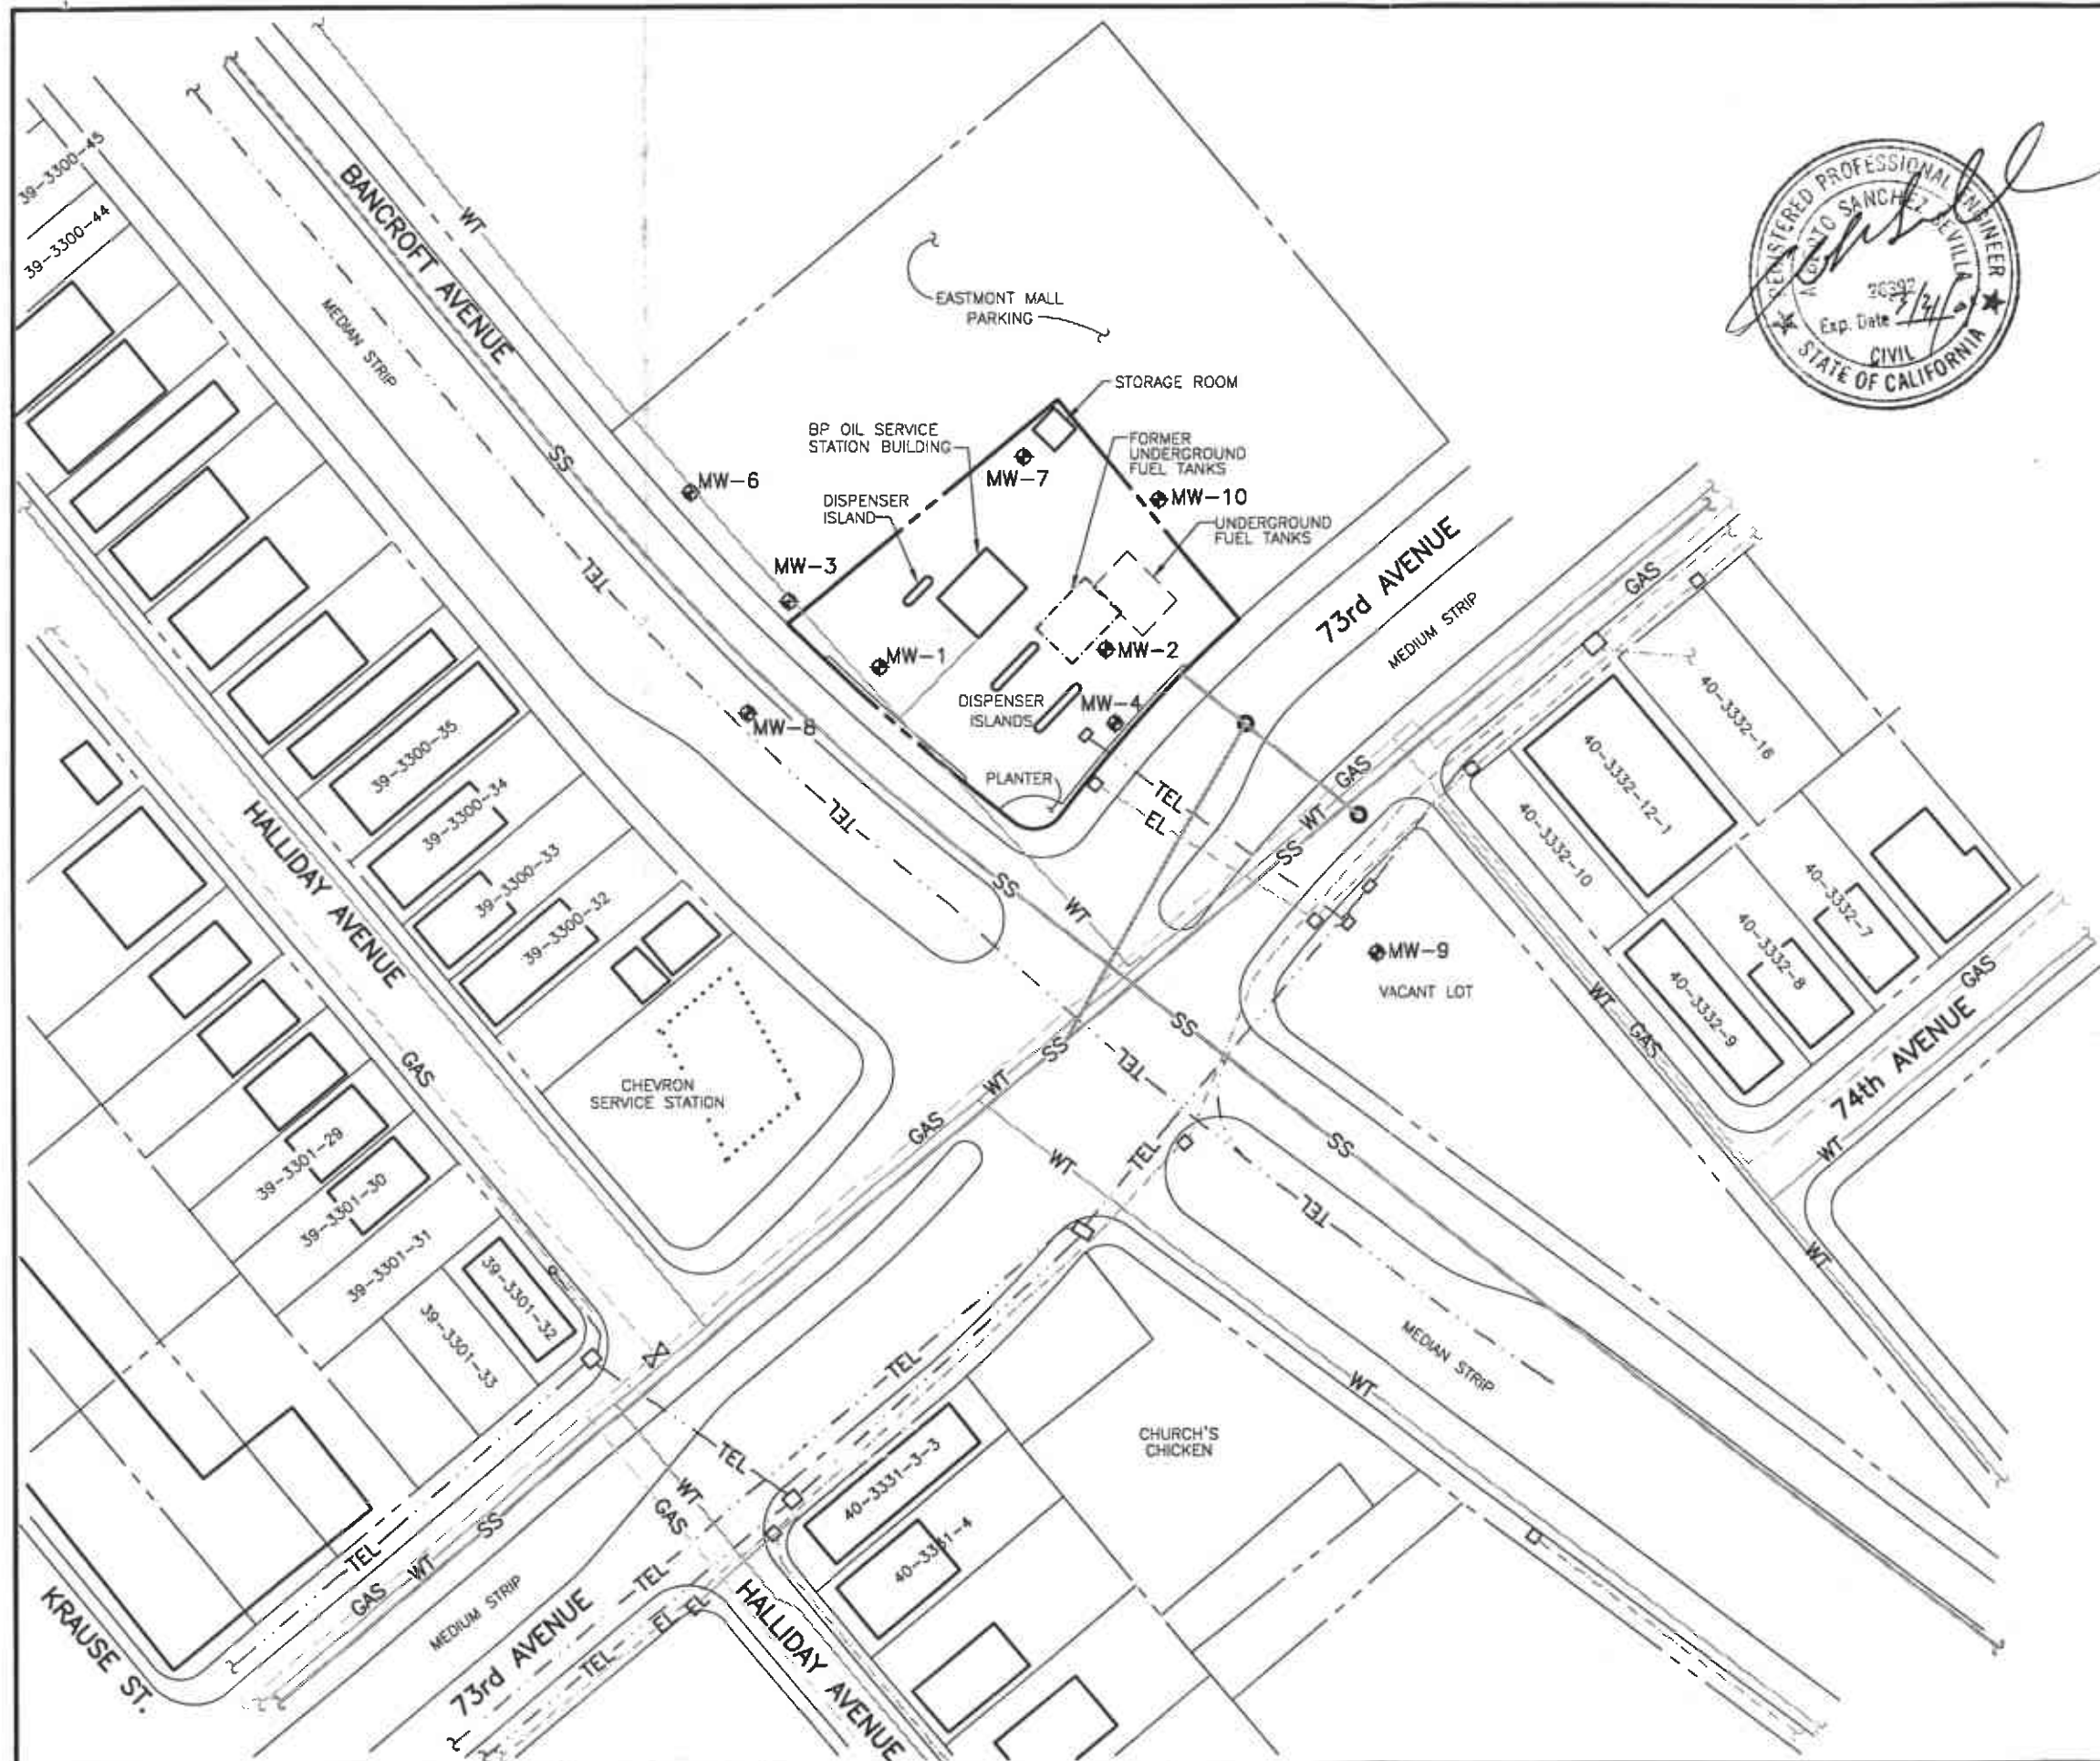 39-3300-45
39-3300-44
BANCROFT AVENUE
WT
MEDIAN STRIP
SS
TEL
EASTMONT MALL
PARKING
STORAGE ROOM
BP OIL SERVICE
STATION BUILDING
FORMER
UNDERGROUND
FUEL TANKS
MW-6
MW-7
MW-10
DISPENSER
ISLAND
UNDERGROUND
FUEL TANKS
MW-3
MW-1
MW-2
DISPENSER
ISLANDS
MW-4
MW-8
PLANTER
TEL
EL
TEL
73rd AVENUE
MEDIUM STRIP
GAS
GAS
WT
SS
REGISTERED PROFESSIONAL ENGINEER
SANCHEZ SEVILLA
Exp. Date
CIVIL
STATE OF CALIFORNIA
40-3332-16
40-3332-12-1
40-3332-10
40-3332-7
40-3332-8
40-3332-9
MW-9
VACANT LOT
WT
GAS
GAS
74th AVENUE
WT
WT
39-3300-35
39-3300-34
39-3300-33
39-3300-32
HALLIDAY AVENUE
GAS
CHEVRON
SERVICE STATION
SS
WT
SS
SS
WT
GAS
TEL
SS
WT
TEL
TEL
39-3301-29
39-3301-30
39-3301-31
39-3301-32
39-3301-33
MEDIAN STRIP
WT
TEL
CHURCH'S
CHICKEN
TEL
WT
GAS
40-3331-3-3
40-3331-4
SS
WT
GAS
TEL
KRAUSE ST.
MEDIUM STRIP
73rd AVENUE
TEL
TEL
EL
EL
HALLIDAY AVENUE